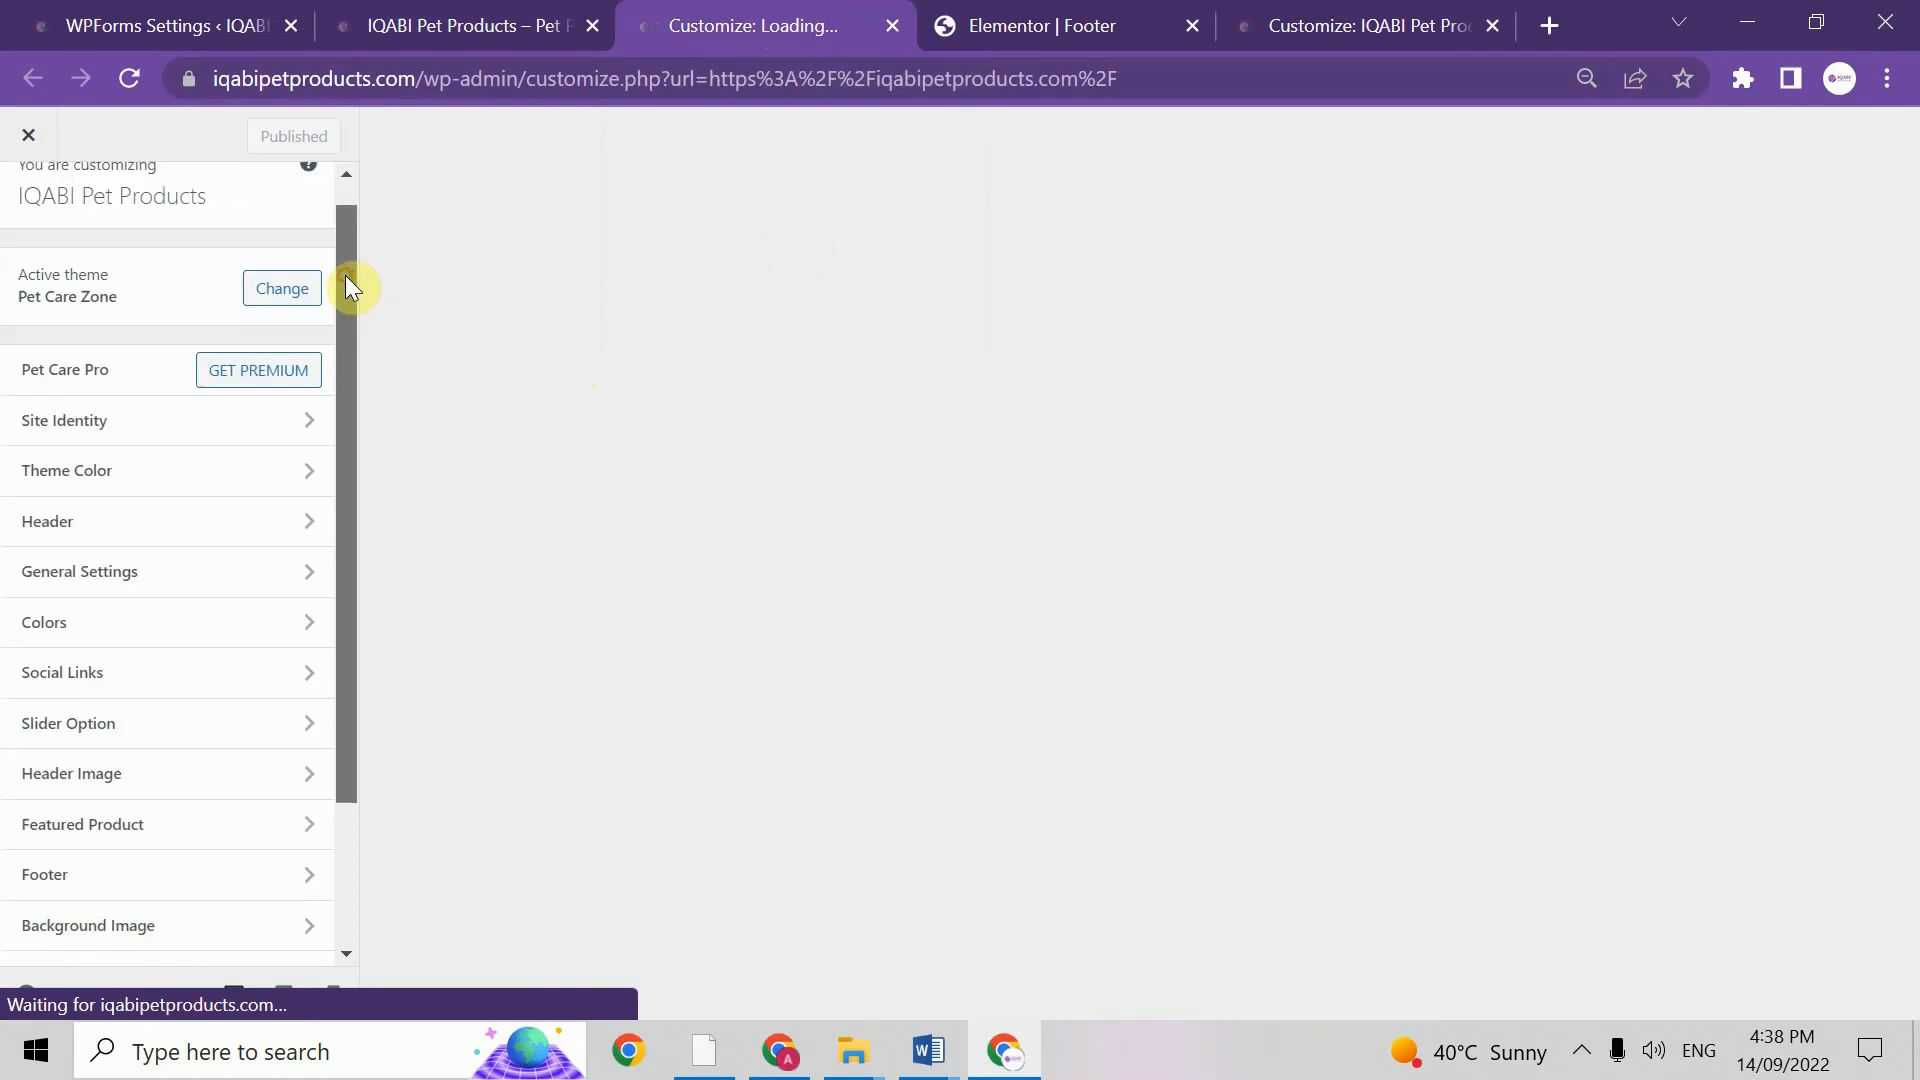 WPForms Settings ‹ IQABI
IQABI Pet Products – Pet P
Customize: Loading...
Elementor | Footer
Customize: IQABI Pet Pro
iqabipetproducts.com/wp-admin/customize.php?url=https%3A%2F%2Fiqabipetproducts.com%2F
Published
You are customizing
IQABI Pet Products
Active theme
Pet Care Zone
Change
Pet Care Pro
GET PREMIUM
Site Identity
Theme Color
Header
General Settings
Colors
Social Links
Slider Option
Header Image
Featured Product
Footer
Background Image
Waiting for iqabipetproducts.com...
Type here to search
A
40°C Sunny
ENG
4:38 PM
14/09/2022